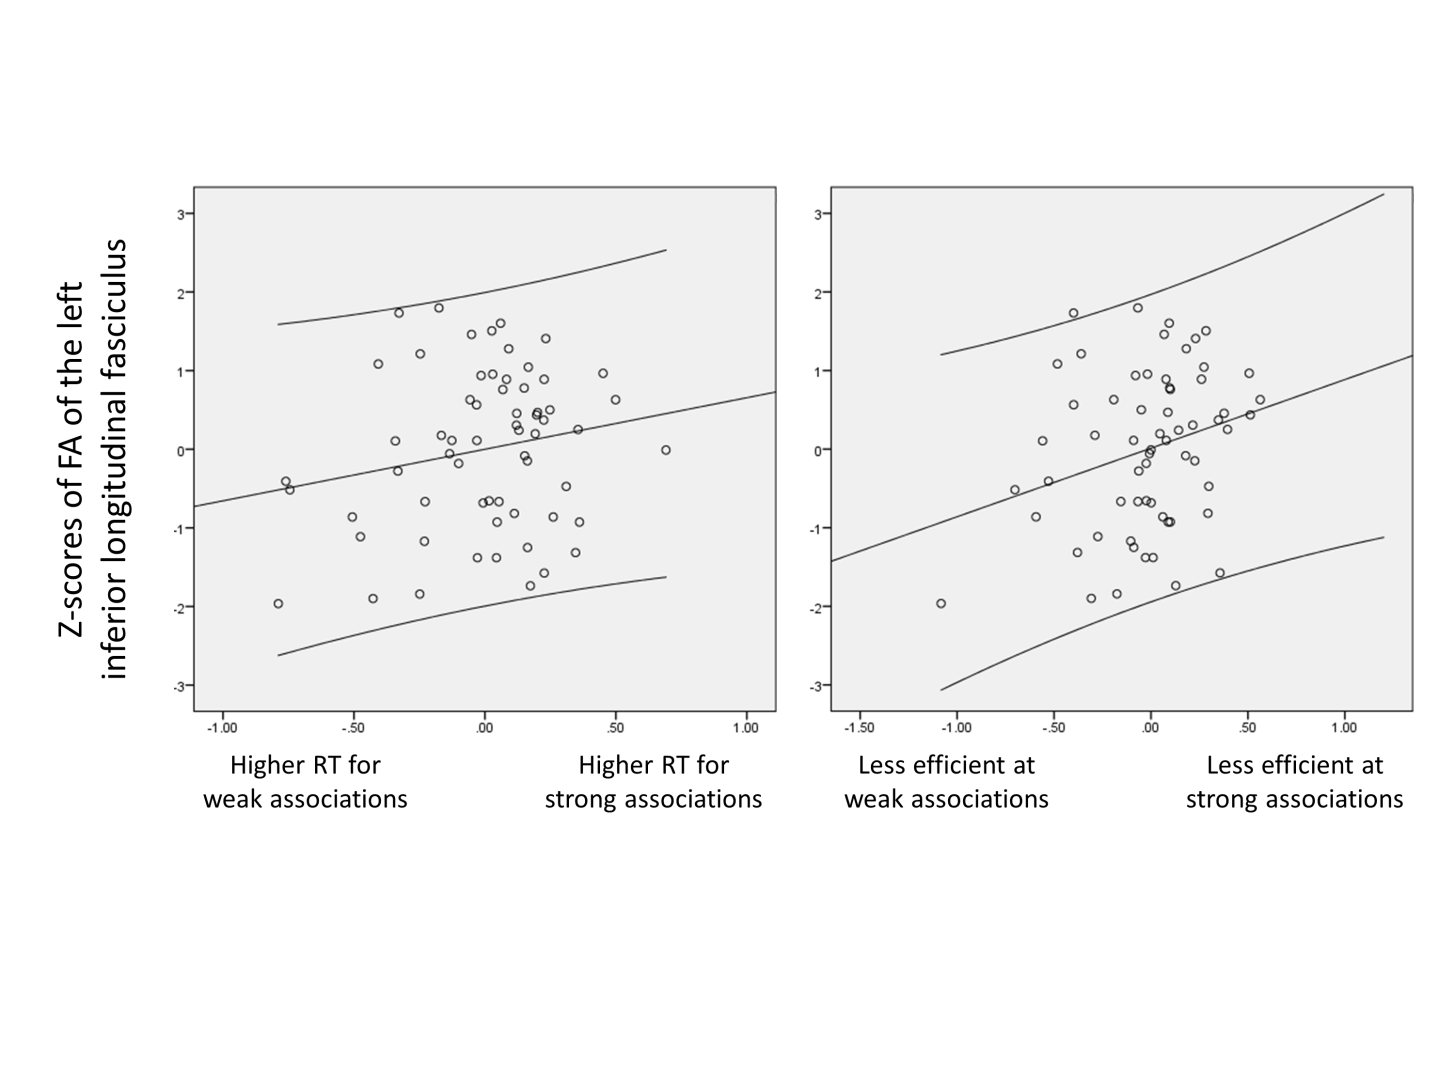 Z-scores of FA of the left
inferior longitudinal fasciculus
3
2
1
0
-1
-2
-3
-1.00
-.50
.00
.50
1.00
Higher RT for
weak associations
Higher RT for
strong associations
3
2
1
0
-1
-2
-3
-1.50
-1.00
-.50
.00
.50
1.00
Less efficient at
weak associations
Less efficient at
strong associations